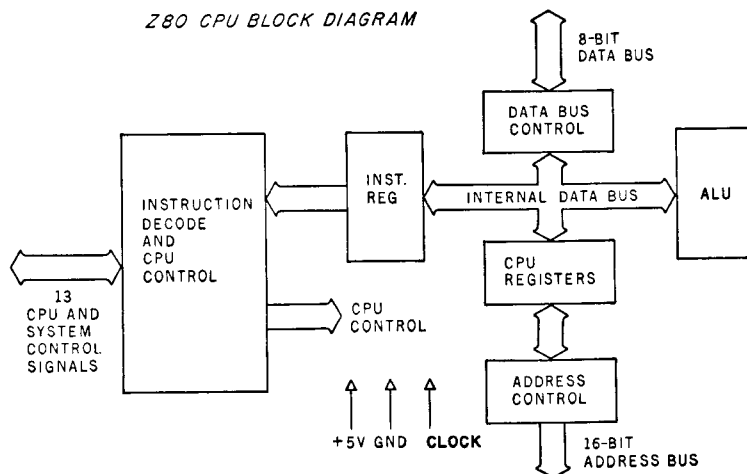 Z80 CPU BLOCK DIAGRAM
8-BIT
DATA BUS
DATA BUS
CONTROL
INSTRUCTION
DECODE
AND
CPU
CONTROL
INST.
REG
INTERNAL DATA BUS
ALU
CPU
REGISTERS
13
CPU AND
SYSTEM
CONTROL
SIGNALS
CPU
CONTROL
ADDRESS
CONTROL
+5V GND CLOCK
16-BIT
ADDRESS BUS